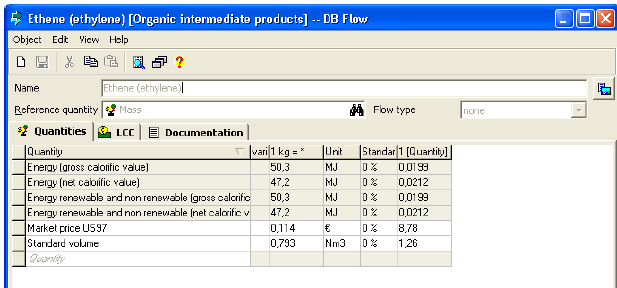 Ethene (ethylene) [Organic intermediate products] -- DB Flow
Object Edit View Help
Name Ethene (ethylene)
Reference quantity Mass Flow type none
Quantities LCC Documentation
Quantity vari 1 kg = * Unit Standar 1 [Quantity]
Energy (gross calorific value) 50,3 MJ 0 % 0,0199
Energy (net calorific value) 47,2 MJ 0 % 0,0212
Energy renewable and non renewable (gross calorific 50,3 MJ 0 % 0,0199
Energy renewable and non renewable (net calorific v 47,2 MJ 0 % 0,0212
Market price US97 0,114 € 0 % 8,78
Standard volume 0,793 Nm3 0 % 1,26
Quantity